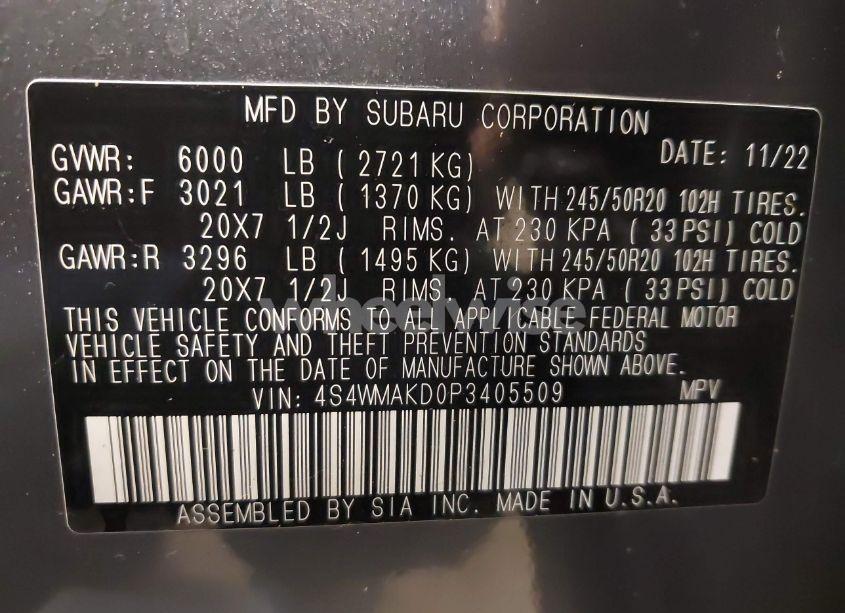 MFD BY SUBARU CORPORATION
GVWR: 6000 LB ( 2721 KG) DATE: 11/22
GAWR:F 3021 LB ( 1370 KG) WITH 245/50R20 102H TIRES.
20X7 1/2J RIMS. AT 230 KPA ( 33 PSI) COLD
GAWR:R 3296 LB ( 1495 KG) WITH 245/50R20 102H TIRES.
20X7 1/2J RIMS. AT 230 KPA ( 33 PSI) COLD
wheelwise
THIS VEHICLE CONFORMS TO ALL APPLICABLE FEDERAL MOTOR
VEHICLE SAFETY AND THEFT PREVENTION STANDARDS
IN EFFECT ON THE DATE OF MANUFACTURE SHOWN ABOVE.
VIN: 4S4WMAKD0P3405509 MPV
ASSEMBLED BY SIA INC. MADE IN U.S.A.